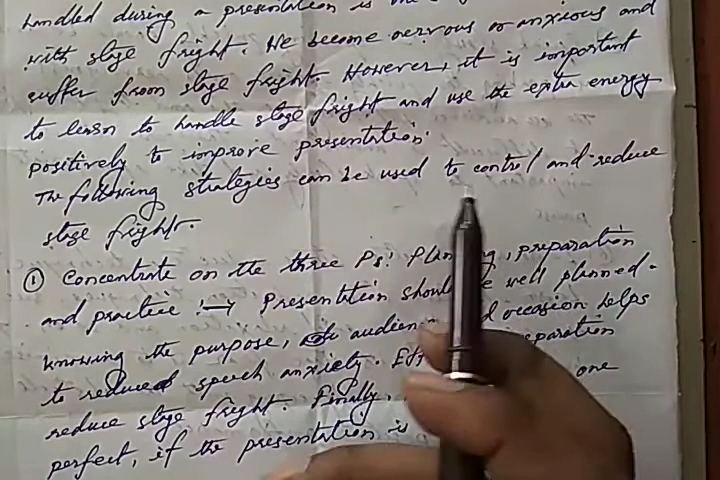 handled during a presentation is
with stage fright. We become nervous or anxious and
suffer from stage fright. However, it is important
to learn to handle stage fright and use the extra energy
positively to improve presentation.
The following strategies can be used to control and reduce
stage fright.
① Concentrate on the three Ps: Planning, preparation
and practice :→ Presentation should be well planned.
knowing the purpose, audience and occasion helps
to reduce speech anxiety. preparation
reduce stage fright. Finally, one
perfect, if the presentation is